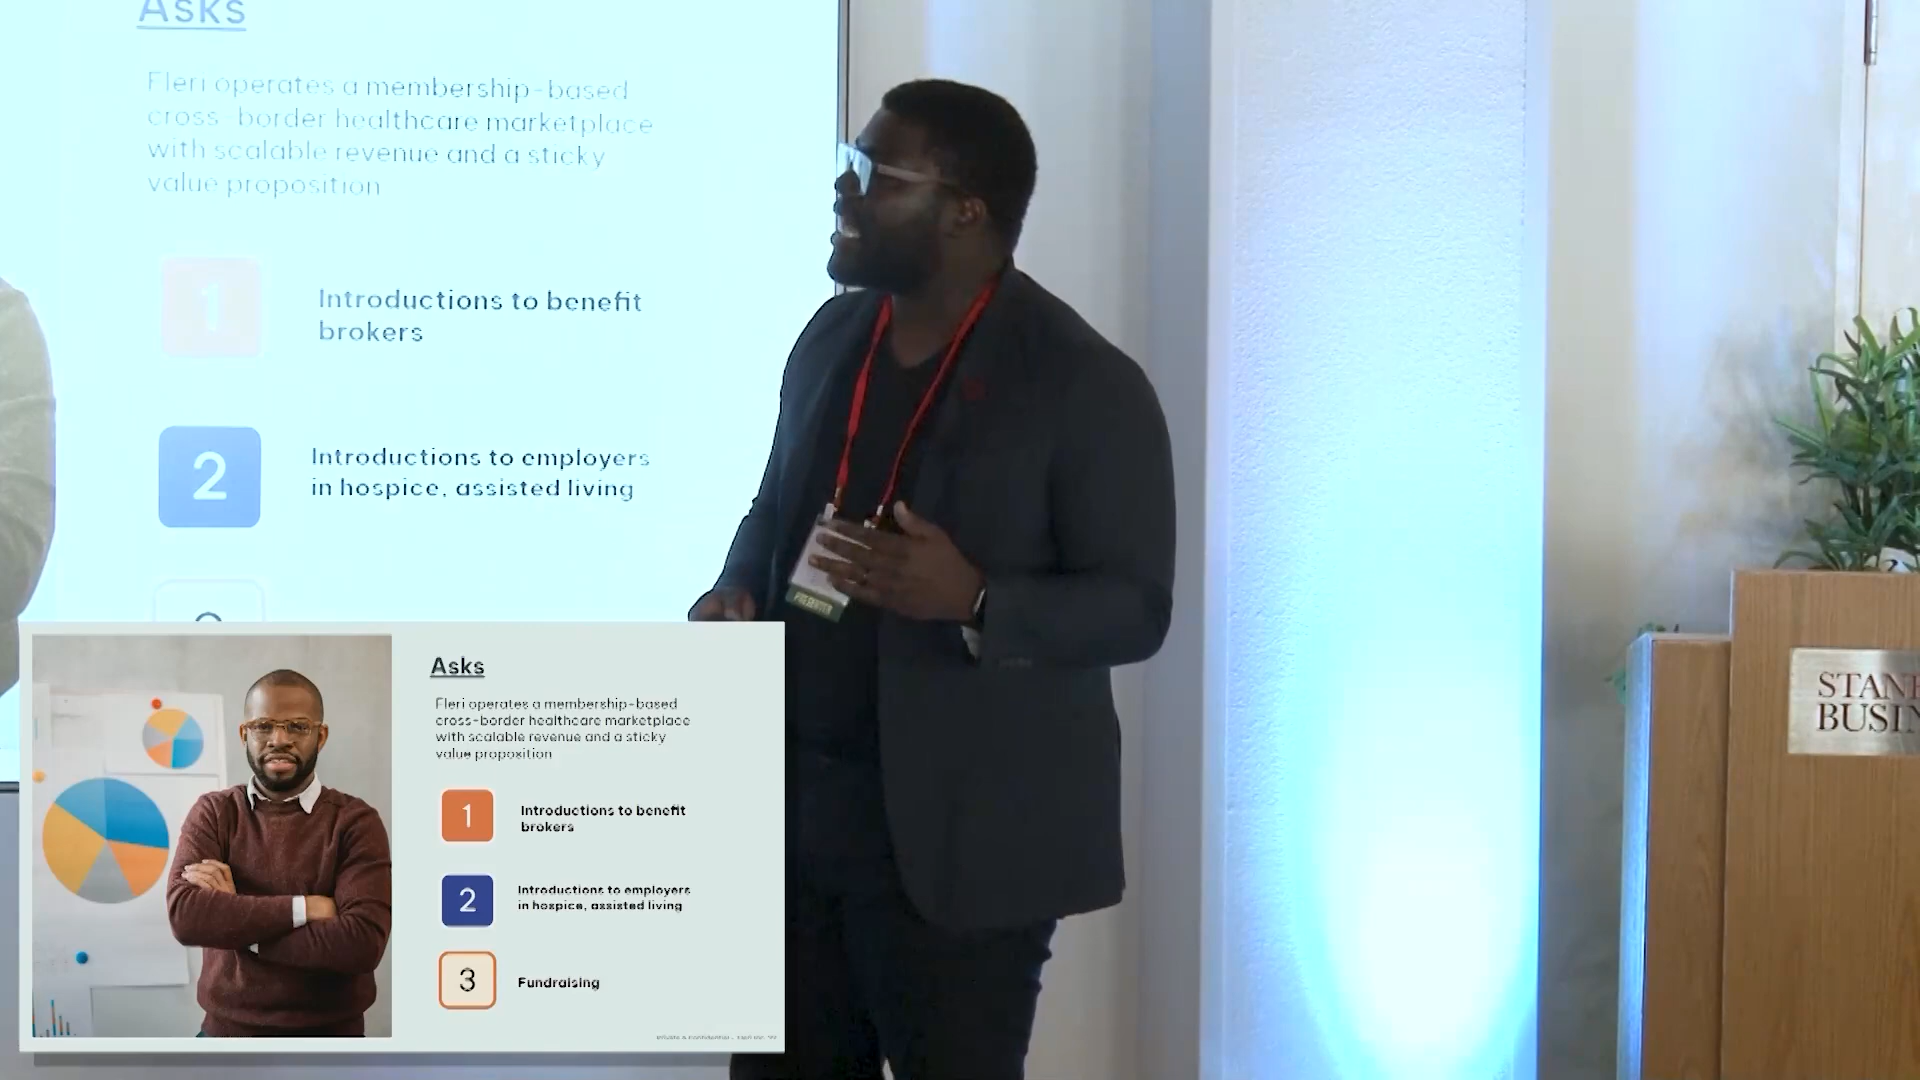 Asks
Fleri operates a membership-based
cross-border healthcare marketplace
with scalable revenue and a sticky
value proposition
1
Introductions to benefit
brokers
2
Introductions to employers
in hospice, assisted living
PRESENTER
STANF
BUSIN
Asks
Fleri operates a membership-based
cross-border healthcare marketplace
with scalable revenue and a sticky
value proposition
1
Introductions to benefit
brokers
2
Introductions to employers
in hospice, assisted living
3
Fundraising
Private & Confidential